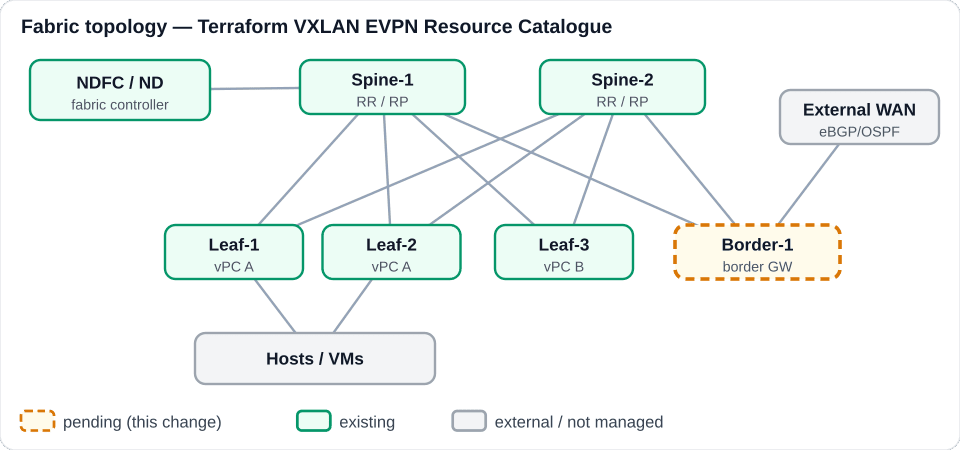 Fabric topology — Terraform VXLAN EVPN Resource Catalogue
NDFC / ND
fabric controller
Spine-1
RR / RP
Spine-2
RR / RP
External WAN
eBGP/OSPF
Leaf-1
vPC A
Leaf-2
vPC A
Leaf-3
vPC B
Border-1
border GW
Hosts / VMs
pending (this change)
existing
external / not managed